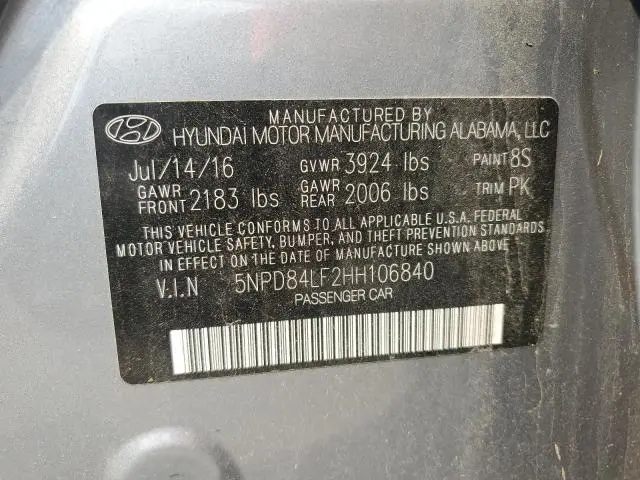 MANUFACTURED BY
HYUNDAI MOTOR MANUFACTURING ALABAMA, LLC
Jul/14/16 GVWR 3924 lbs PAINT 8S
GAWR FRONT 2183 lbs GAWR REAR 2006 lbs TRIM PK
THIS VEHICLE CONFORMS TO ALL APPLICABLE U.S.A. FEDERAL
MOTOR VEHICLE SAFETY, BUMPER, AND THEFT PREVENTION STANDARDS
IN EFFECT ON THE DATE OF MANUFACTURE SHOWN ABOVE.
V.I.N 5NPD84LF2HH106840
PASSENGER CAR